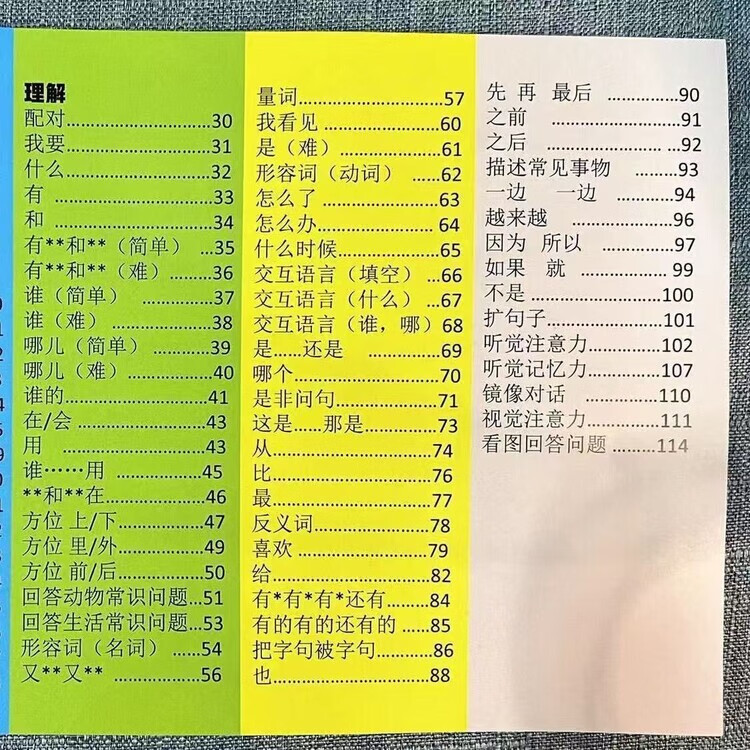 理解
配对..............................30
我要..............................31
什么..............................32
有 ................................33
和 ................................34
有**和**（简单） ...35
有**和**（难）.........36
谁（简单） ...............37
谁（难） ..................38
哪儿（简单） ............39
哪儿（难）................40
谁的.............................41
在/会 ..........................43
用 ..........................43
谁……用 .................45
**和**在.....................46
方位 上/下.................47
方位 里/外.................49
方位 前/后.................50
回答动物常识问题...51
回答生活常识问题...53
形容词（名词） ......54
又**又** ..................56
量词..............................57
我看见 ........................60
是（难） ....................61
形容词（动词） ......62
怎么了 ........................63
怎么办........................ 64
什么时候.....................65
交互语言（填空） ...66
交互语言（什么） ...67
交互语言（谁，哪）68
是......还是 ..............69
哪个 ............................70
是非问句.....................71
这是......那是.............73
从 ................................74
比 ................................76
最 ................................77
反义词.........................78
喜欢 ............................79
给 ................................82
有*有*有*还有..........84
有的有的还有的 ......85
把字句被字句............86
也.................................88
先 再 最后 ...............90
之前 .........................91
之后 ................... ...92
描述常见事物 ..........93
一边 一边 ..............94
越来越 .....................96
因为 所以 ...............97
如果 就 ..................99
不是 ........................100
扩句子.......................101
听觉注意力...............102
听觉记忆力...............107
镜像对话 ...............110
视觉注意力...............111
看图回答问题 .........114